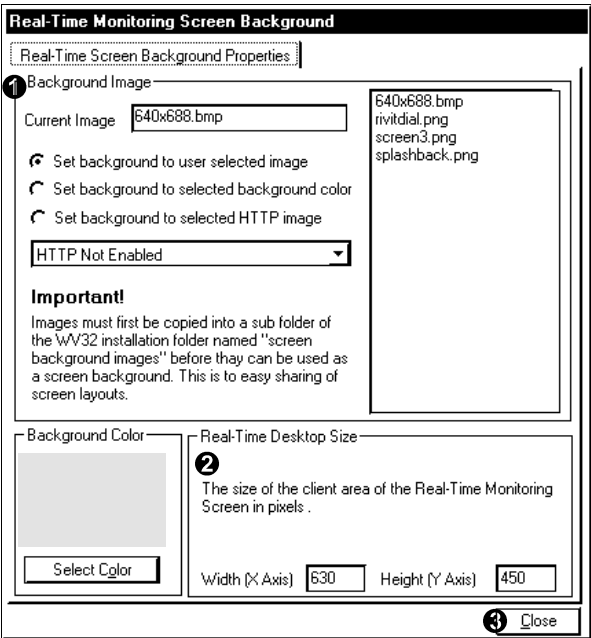 Real-Time Monitoring Screen Background
Real-Time Screen Background Properties
1
Background Image
Current Image 640x688.bmp
Set background to user selected image
Set background to selected background color
Set background to selected HTTP image
HTTP Not Enabled
Important!
Images must first be copied into a sub folder of
the WV32 installation folder named "screen
background images" before thay can be used as
a screen background. This is to easy sharing of
screen layouts.
640x688.bmp
rivitdial.png
screen3.png
splashback.png
Background Color
Select Color
Real-Time Desktop Size
2
The size of the client area of the Real-Time Monitoring
Screen in pixels .
Width (X Axis) 630 Height (Y Axis) 450
3 Close